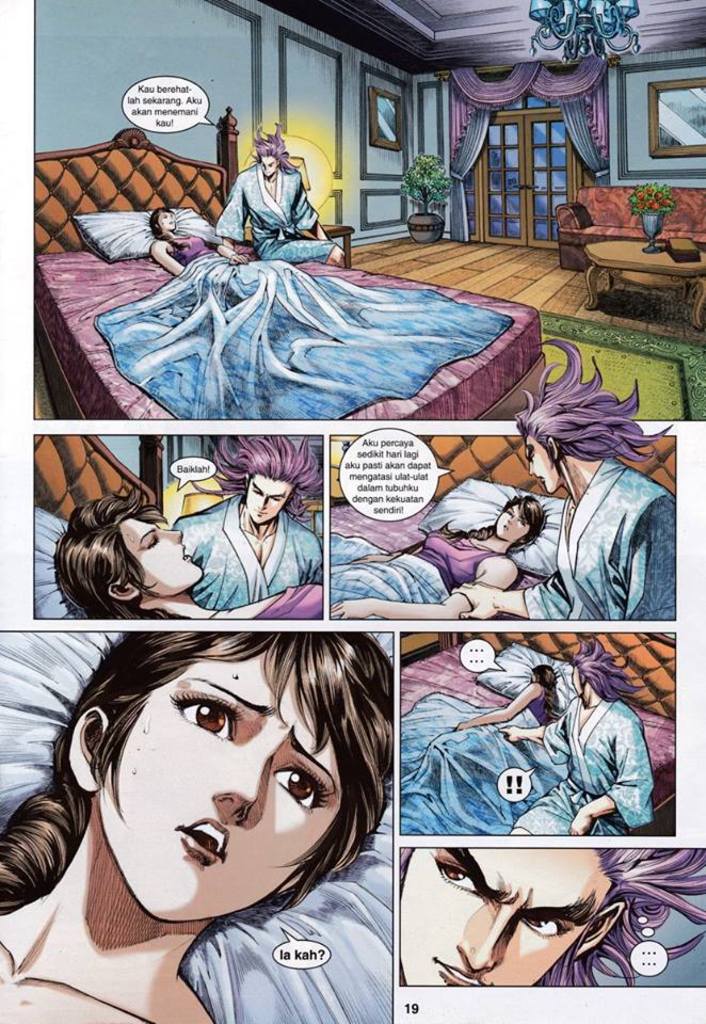 Kau berehat-
lah sekarang. Aku
akan menemani
kau!
Baiklah!
Aku percaya
sedikit hari lagi
aku pasti akan dapat
mengatasi ulat-ulat
dalam tubuhku
dengan kekuatan
sendiri!
Ia kah?
...
...
!!
...
...
19